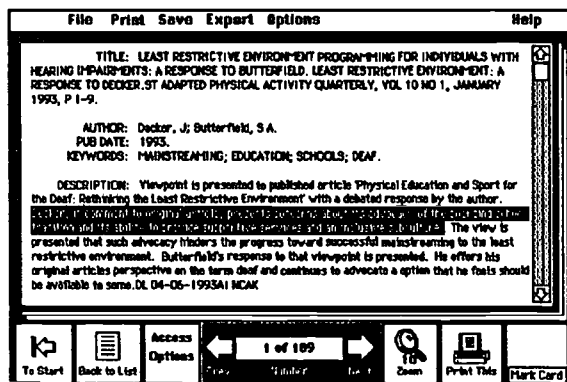 File Print Save Export Options Help
TITLE: LEAST RESTRICTIVE ENVIRONMENT PROGRAMMING FOR INDIVIDUALS WITH
HEARING IMPAIRMENTS: A RESPONSE TO BUTTERFIELD. LEAST RESTRICTIVE ENVIRONMENT: A
RESPONSE TO DECKER.ST ADAPTED PHYSICAL ACTIVITY QUARTERLY, VOL 10 NO 1, JANUARY
1993, P 1-9.
AUTHOR: Decker, J; Butterfield, S A.
PUB DATE: 1993.
KEYWORDS: MAINSTREAMING; EDUCATION; SCHOOLS; DEAF.
DESCRIPTION: Viewpoint is presented to published article 'Physical Education and Sport for
the Deaf: Rethinking the Least Restrictive Environment' with a debated response by the author.
The view is
presented that such advocacy hinders the progress toward successful mainstreaming to the least
restrictive environment. Butterfield's response to that viewpoint is presented. He offers his
original articles perspective on the term deaf and continues to advocate a option that he feels should
be available to some.DL 04-06-1993AI NCAK
To Start
Back to List
Access
Options
1 of 189
Prev Number Next
Zoom
Print This
Mark Card